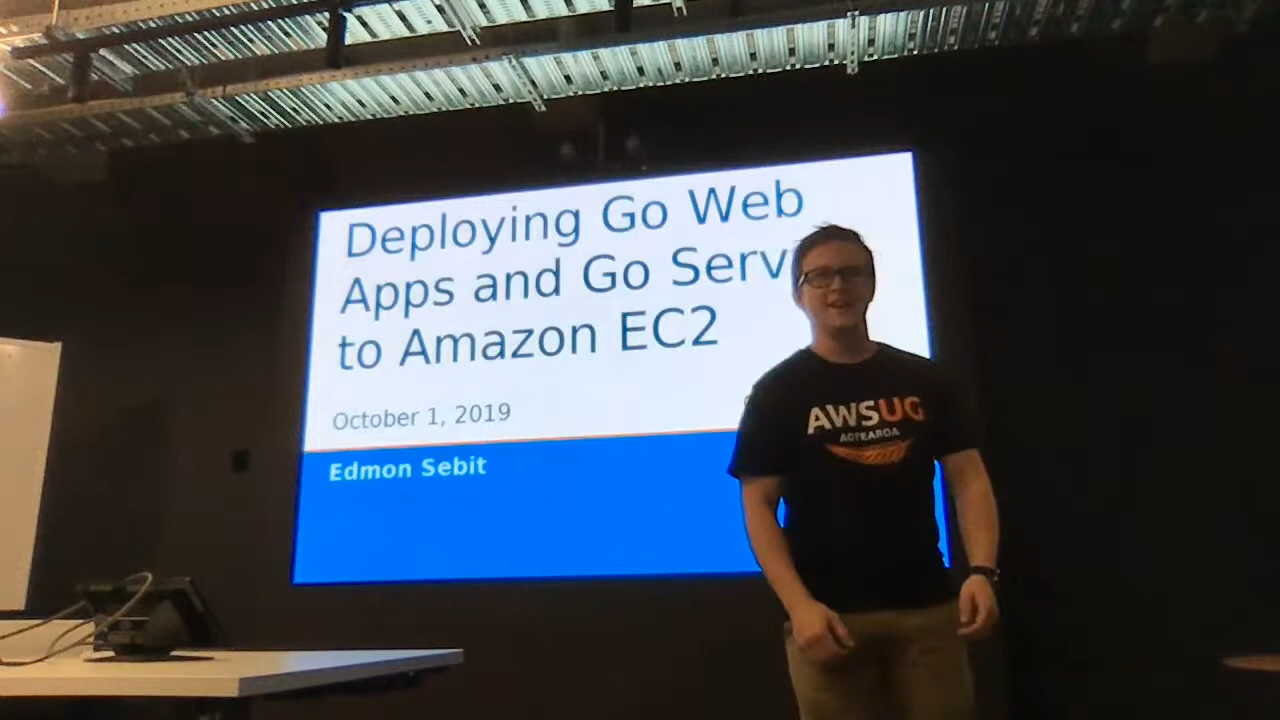 Deploying Go Web
Apps and Go Serv
to Amazon EC2
October 1, 2019
Edmon Sebit
AWSUG
AOTEAROA